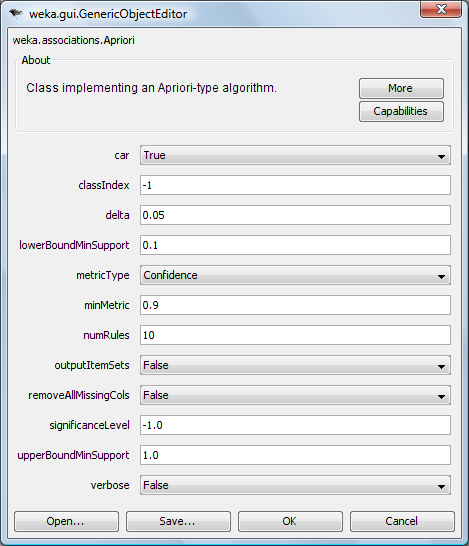 weka.gui.GenericObjectEditor
weka.associations.Apriori
About
Class implementing an Apriori-type algorithm.
More
Capabilities
car True
classIndex -1
delta 0.05
lowerBoundMinSupport 0.1
metricType Confidence
minMetric 0.9
numRules 10
outputItemSets False
removeAllMissingCols False
significanceLevel -1.0
upperBoundMinSupport 1.0
verbose False
Open... Save... OK Cancel